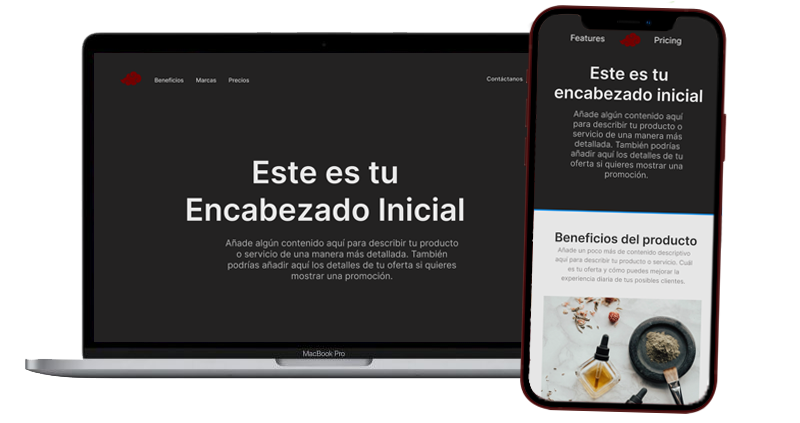 Beneficios Marcas Precios Contáctanos
Este es tu
Encabezado Inicial
Añade algún contenido aquí para describir tu producto
o servicio de una manera más detallada. También
podrías añadir aquí los detalles de tu oferta si quieres
mostrar una promoción.
MacBook Pro
Features Pricing
Este es tu
encabezado inicial
Añade algún contenido aquí
para describir tu producto o
servicio de una manera más
detallada. También podrías
añadir aquí los detalles de tu
oferta si quieres mostrar una
promoción.
Beneficios del producto
Añade un poco más de contenido descriptivo
aquí para describir tu producto o servicio. Cuál
es tu oferta y cómo puedes mejorar la
experiencia diaria de tus posibles clientes.